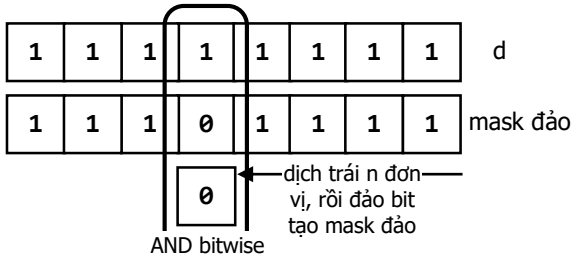 1 1 1 1 1 1 1 1 d
1 1 1 0 1 1 1 1 mask đảo
0
dịch trái n đơn
vị, rồi đảo bit
tạo mask đảo
AND bitwise